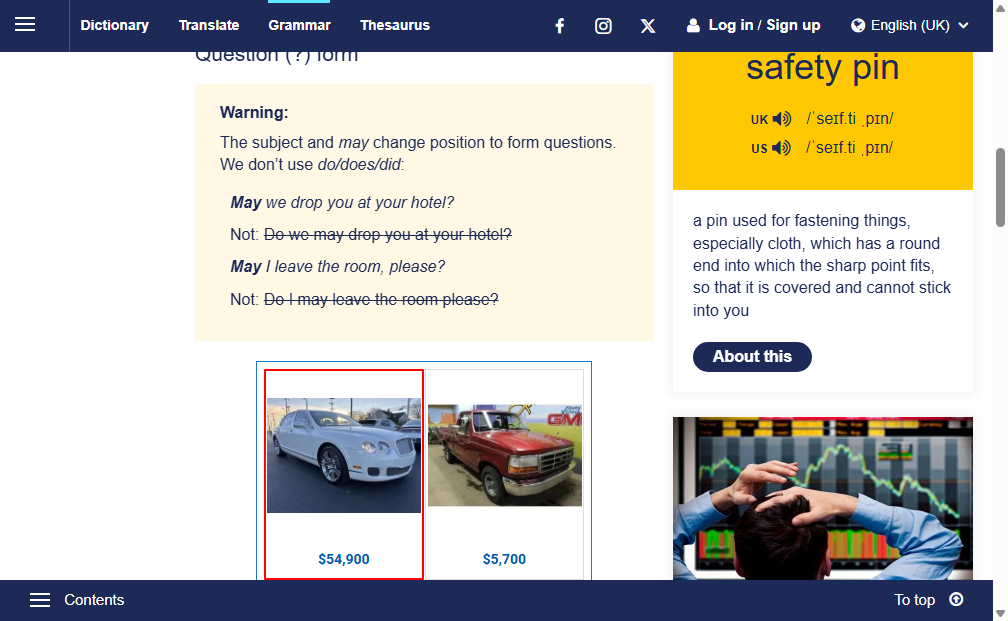 Dictionary Translate Grammar Thesaurus Log in / Sign up English (UK)
Question (?) form
Warning:
The subject and may change position to form questions.
We don’t use do/does/did:
May we drop you at your hotel?
Not: Do we may drop you at your hotel?
May I leave the room, please?
Not: Do I may leave the room please?
GM
$54,900 $5,700
safety pin
UK /ˈseɪf.ti ˌpɪn/
US /ˈseɪf.ti ˌpɪn/
a pin used for fastening things,
especially cloth, which has a round
end into which the sharp point fits,
so that it is covered and cannot stick
into you
About this
Contents To top